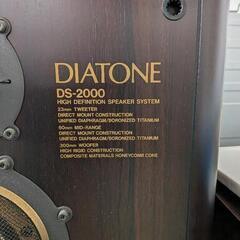 DIATONE
DS-2000
HIGH DEFINITION SPEAKER SYSTEM
23mm TWEETER
DIRECT MOUNT CONSTRUCTION
UNIFIED DIAPHRAGM/BORONIZED TITANIUM
60mm MID-RANGE
DIRECT MOUNT CONSTRUCTION
UNIFIED DIAPHRAGM/BORONIZED TITANIUM
300mm WOOFER
HIGH RIGID CONSTRUCTION
COMPOSITE MATERIALS HONEYCOMB CONE